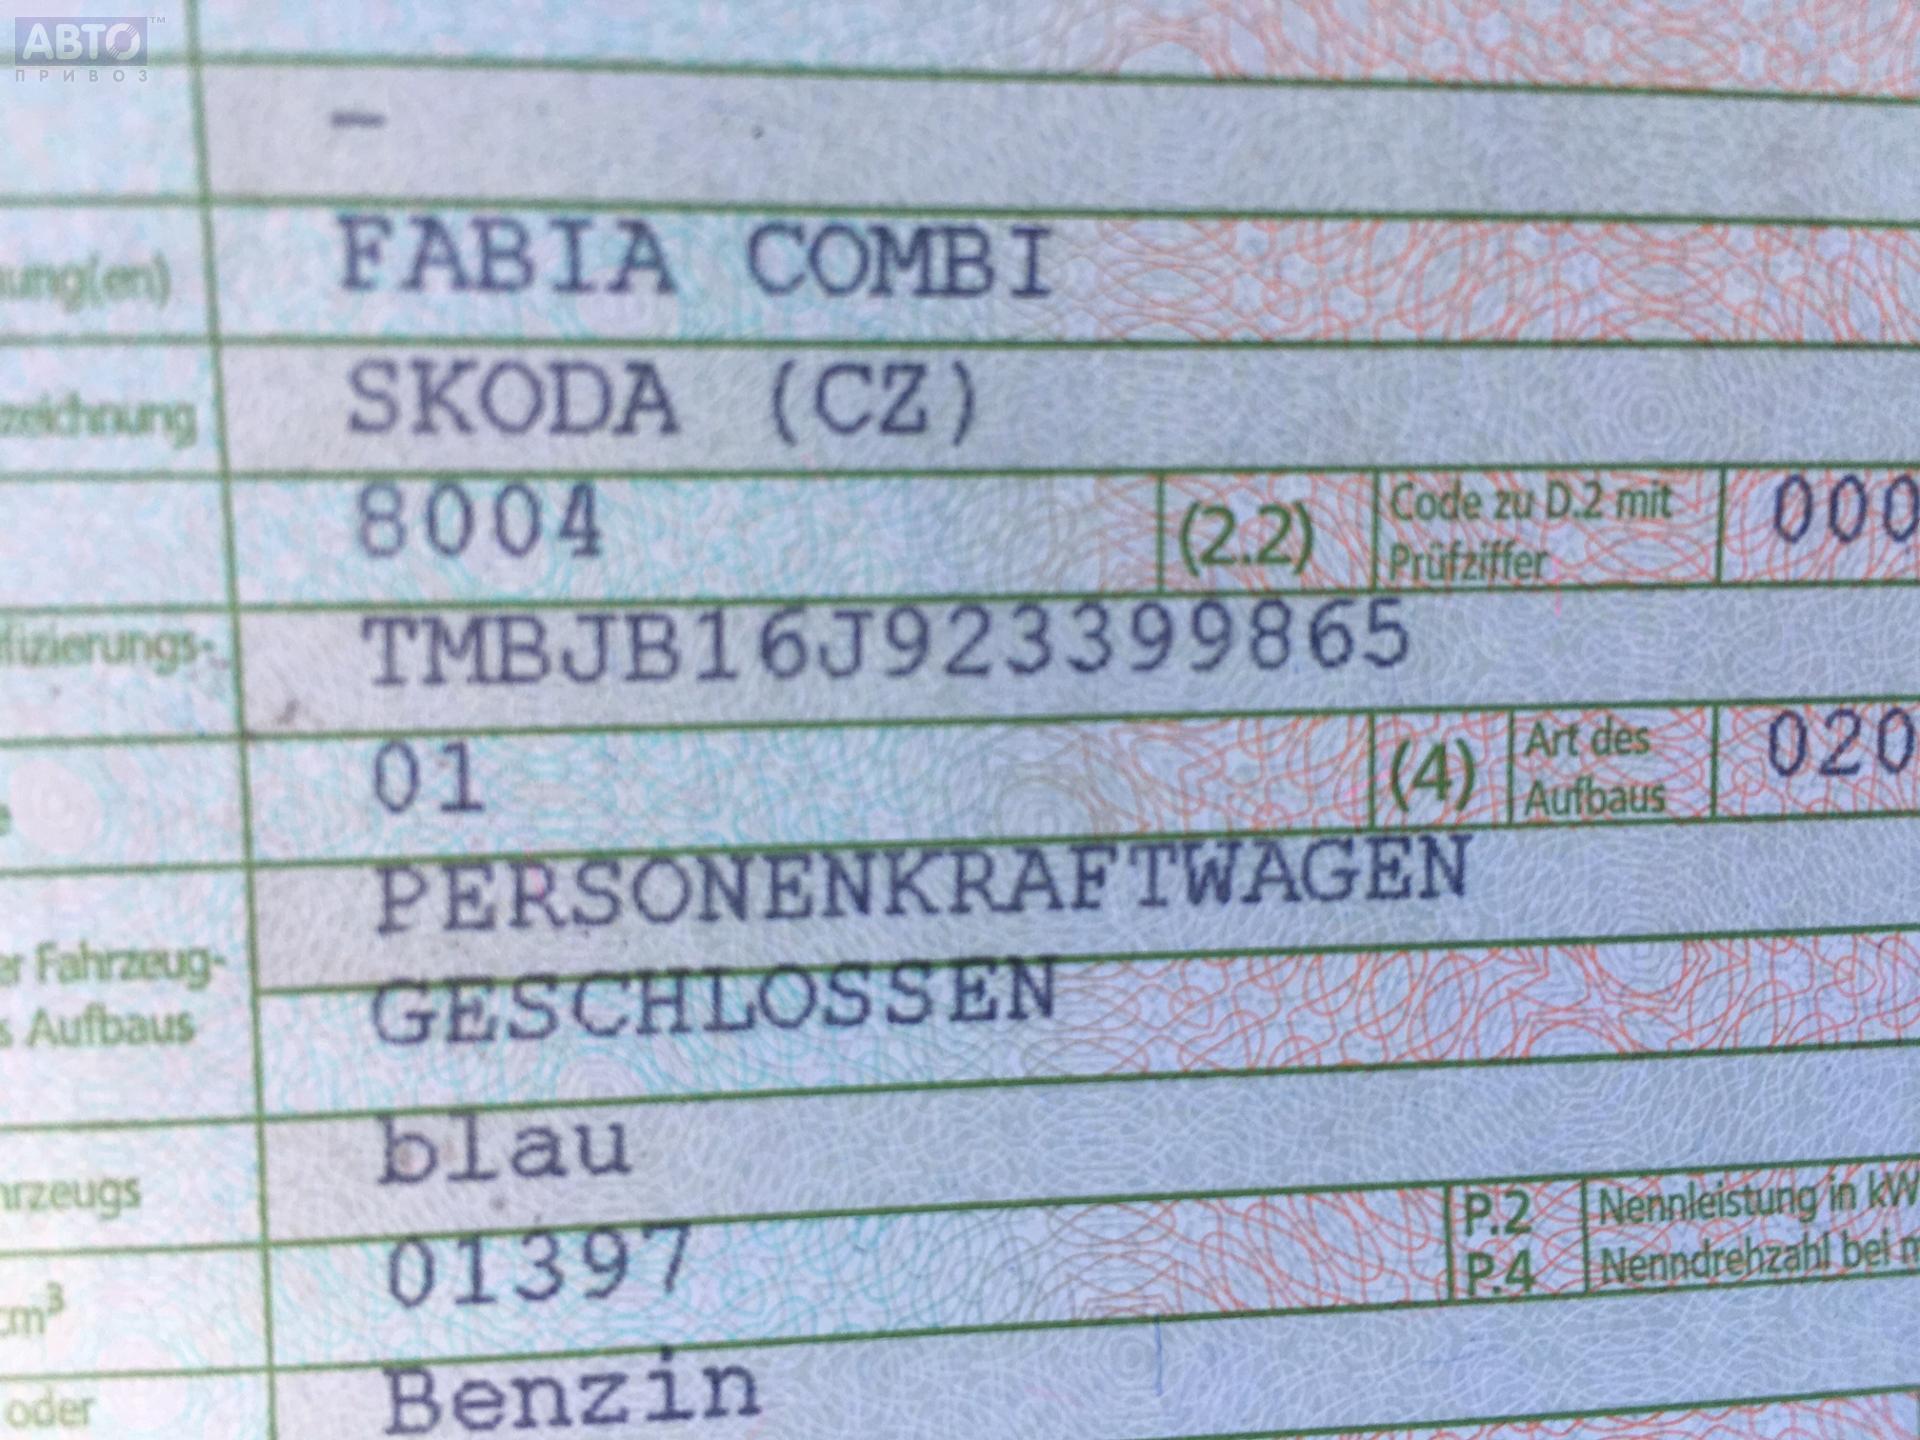 АВТО™
ПРИВОЗ
–
ung(en) FABIA COMBI
zeichnung SKODA (CZ)
8004 (2.2) Code zu D.2 mit Prüfziffer 000
fizierungs- TMBJB16J923399865
01 (4) Art des Aufbaus 020
PERSONENKRAFTWAGEN
er Fahrzeug-
s Aufbaus GESCHLOSSEN
hrzeugs blau
cm³ 01397 P.2 P.4 Nennleistung in kW Nenndrehzahl bei m
oder Benzin